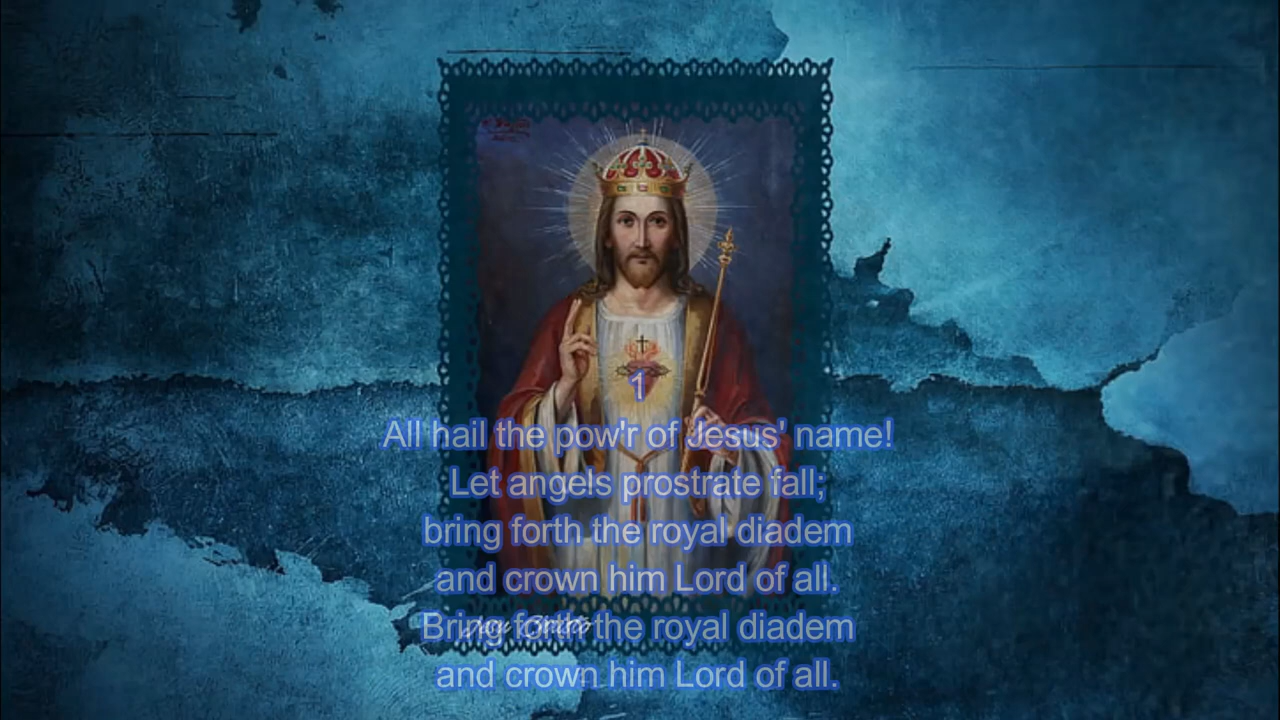 1
All hail the pow'r of Jesus' name!
Let angels prostrate fall;
bring forth the royal diadem
and crown him Lord of all.
Bring forth the royal diadem
and crown him Lord of all.